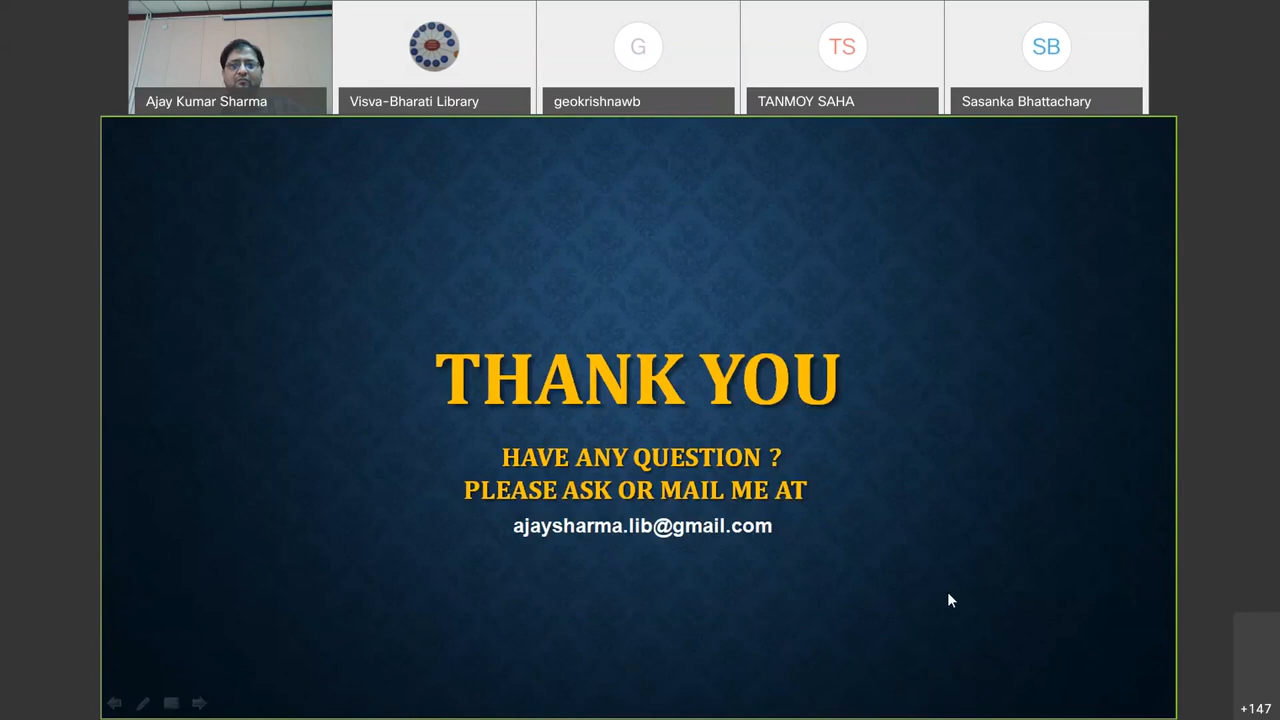 Ajay Kumar Sharma
Visva-Bharati Library
G
geokrishnawb
TS
TANMOY SAHA
SB
Sasanka Bhattachary
THANK YOU
HAVE ANY QUESTION ?
PLEASE ASK OR MAIL ME AT
ajaysharma.lib@gmail.com
+147